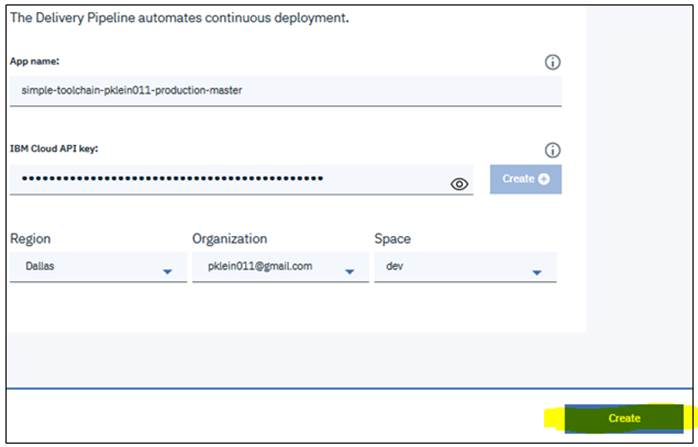 The Delivery Pipeline automates continuous deployment.
App name:
simple-toolchain-pklein011-production-master
IBM Cloud API key:
••••••••••••••••••••••••••••••••••••••••••••
Create
Region Organization Space
Dallas pklein011@gmail.com dev
Create